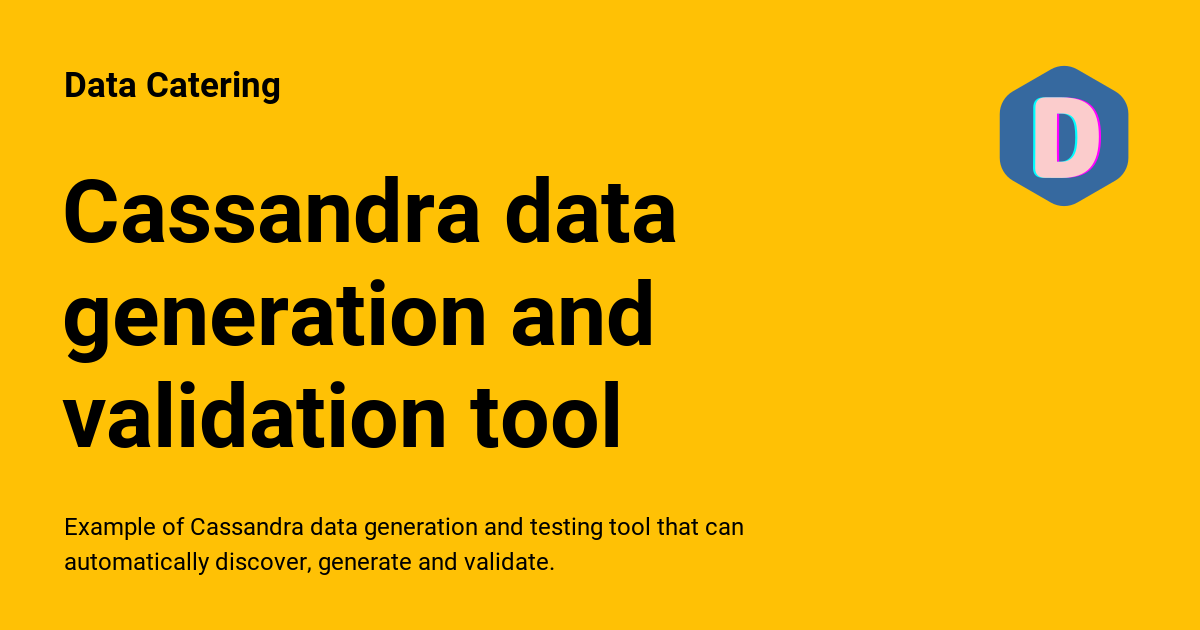 Data Catering
D
Cassandra data
generation and
validation tool
Example of Cassandra data generation and testing tool that can
automatically discover, generate and validate.